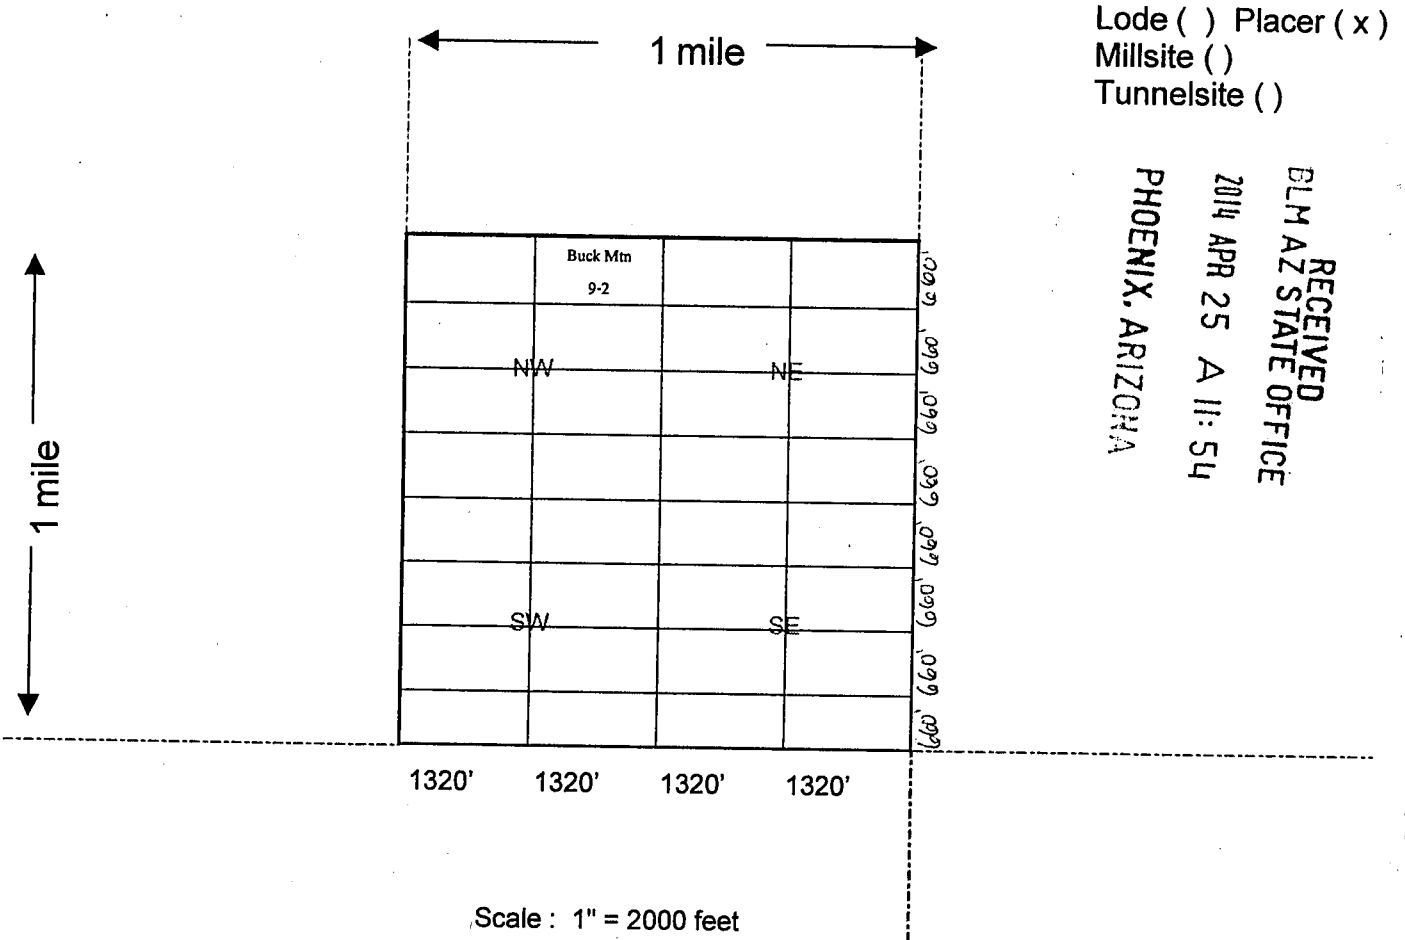 Lode ( ) Placer ( x )
Millsite ( )
Tunnelsite ( )
1 mile
RECEIVED
BLM AZ STATE OFFICE
2014 APR 25 A 11: 54
PHOENIX, ARIZONA
1 mile
Buck Mtn
9-2
NW
NE
SW
SE
660'
660'
660'
660'
660'
660'
660'
660'
1320' 1320' 1320' 1320'
Scale : 1" = 2000 feet